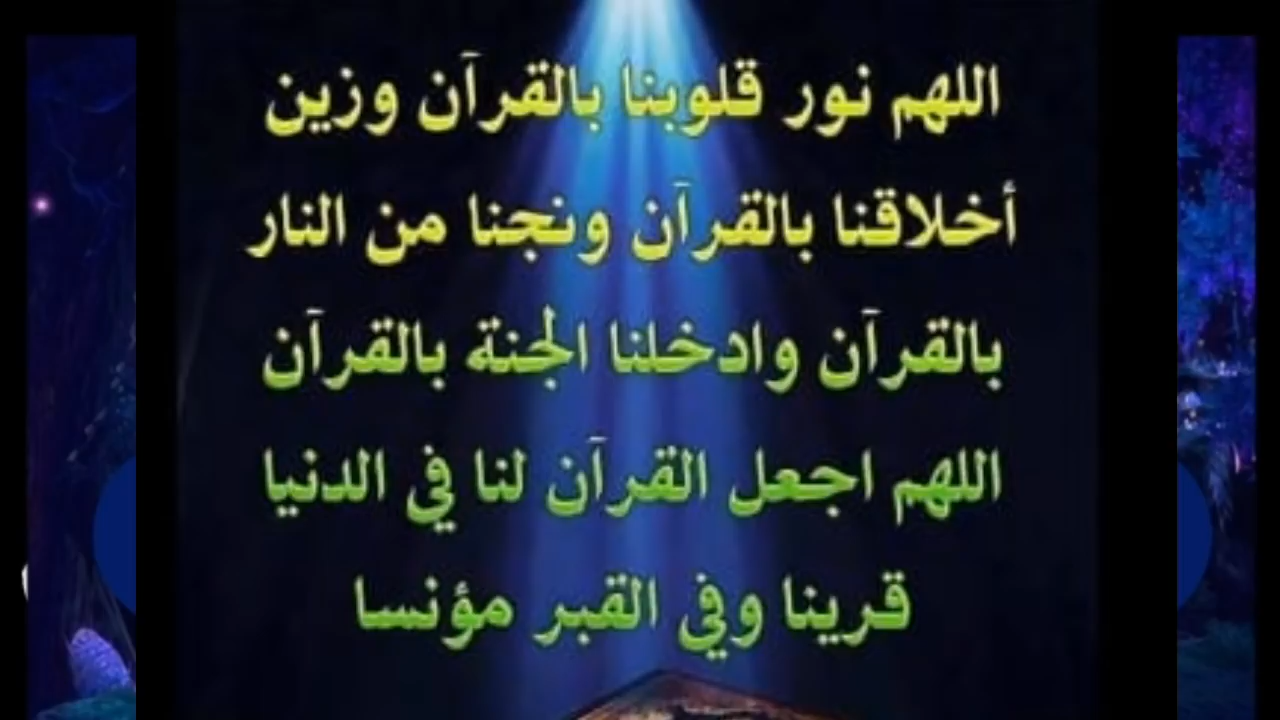 اللهم نور قلوبنا بالقرآن وزين
أخلاقنا بالقرآن ونجنا من النار
بالقرآن وادخلنا الجنة بالقرآن
اللهم اجعل القرآن لنا في الدنيا
قرينا وفي القبر مؤنسا